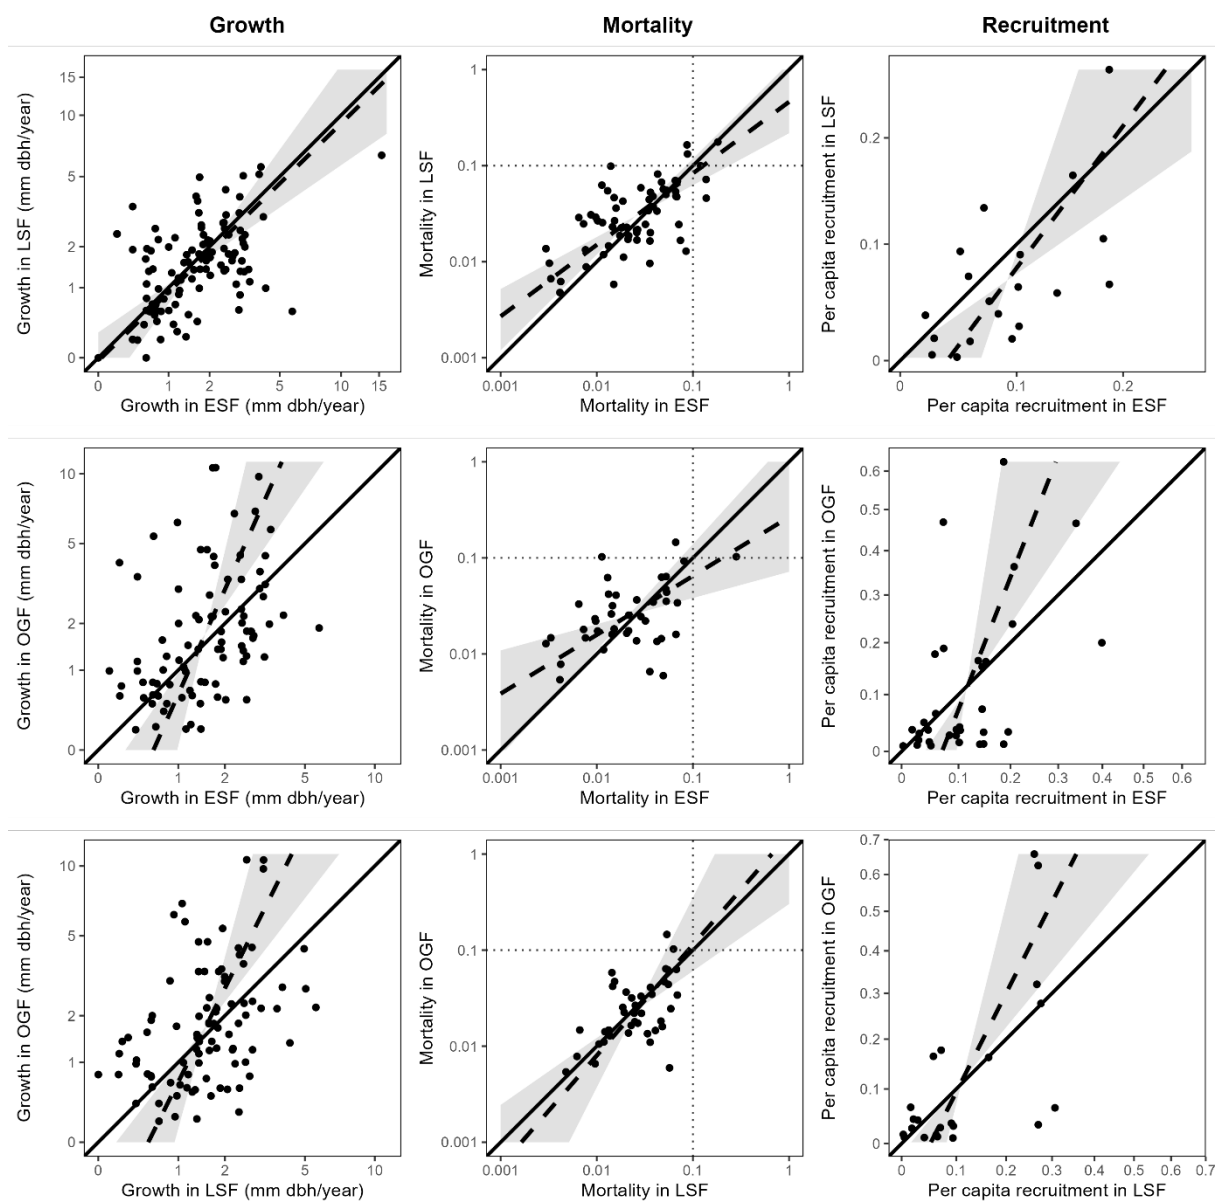 Growth Mortality Recruitment
Growth in LSF (mm dbh/year)
15
10
5
2
1
0
0 1 2 5 10 15
Growth in ESF (mm dbh/year)
Mortality in LSF
1
0.1
0.01
0.001
0.001 0.01 0.1 1
Mortality in ESF
Per capita recruitment in LSF
0.2
0.1
0
0 0.1 0.2
Per capita recruitment in ESF
Growth in OGF (mm dbh/year)
10
5
2
1
0
0 1 2 5 10
Growth in ESF (mm dbh/year)
Mortality in OGF
1
0.1
0.01
0.001
0.001 0.01 0.1 1
Mortality in ESF
Per capita recruitment in OGF
0.6
0.5
0.4
0.3
0.2
0.1
0
0 0.1 0.2 0.3 0.4 0.5 0.6
Per capita recruitment in ESF
Growth in OGF (mm dbh/year)
10
5
2
1
0
0 1 2 5 10
Growth in LSF (mm dbh/year)
Mortality in OGF
1
0.1
0.01
0.001
0.001 0.01 0.1 1
Mortality in LSF
Per capita recruitment in OGF
0.7
0.6
0.5
0.4
0.3
0.2
0.1
0
0 0.1 0.2 0.3 0.4 0.5 0.6 0.7
Per capita recruitment in LSF